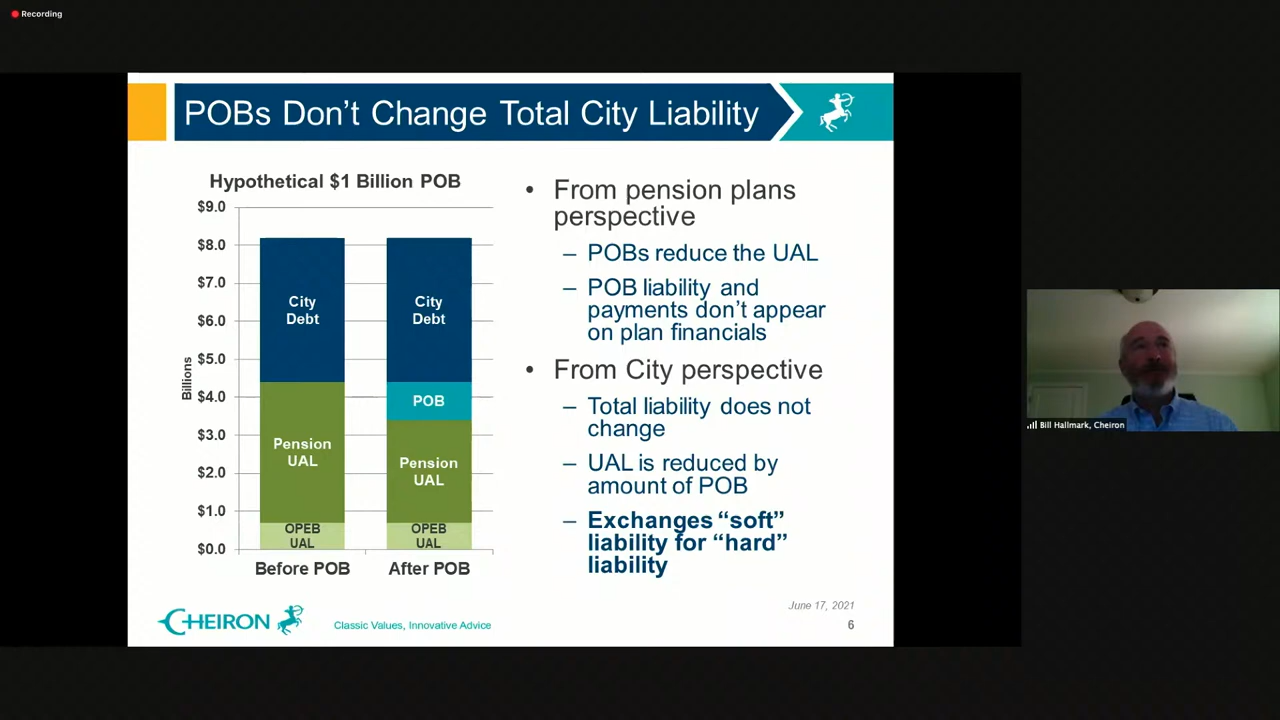 Recording
POBs Don't Change Total City Liability
Hypothetical $1 Billion POB
$9.0
$8.0
$7.0
$6.0
$5.0
$4.0
$3.0
$2.0
$1.0
$0.0
Billions
City
Debt
Pension
UAL
OPEB
UAL
City
Debt
POB
Pension
UAL
OPEB
UAL
Before POB
After POB
• From pension plans
perspective
– POBs reduce the UAL
– POB liability and
payments don't appear
on plan financials
• From City perspective
– Total liability does not
change
– UAL is reduced by
amount of POB
– Exchanges “soft”
liability for “hard”
liability
June 17, 2021
CHEIRON
Classic Values, Innovative Advice
6
Bill Hallmark, Cheiron